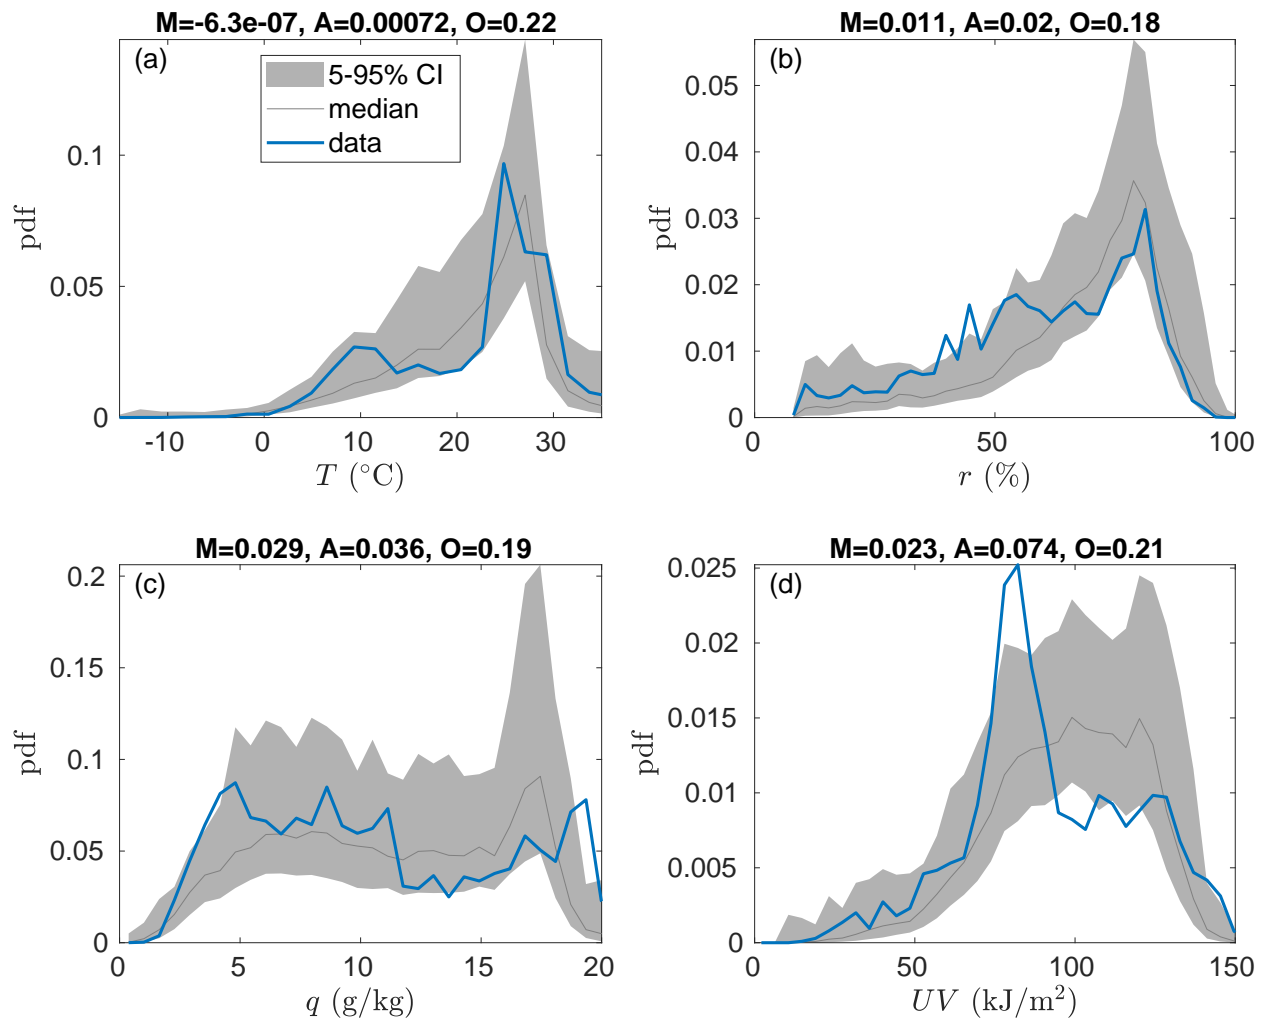 M=-6.3e-07, A=0.00072, O=0.22
(a)
5-95% CI
median
data
0.1
0.05
0
pdf
-10 0 10 20 30
T (°C)
M=0.011, A=0.02, O=0.18
(b)
0.05
0.04
0.03
0.02
0.01
0
pdf
0 50 100
r (%)
M=0.029, A=0.036, O=0.19
(c)
0.2
0.15
0.1
0.05
0
pdf
0 5 10 15 20
q (g/kg)
M=0.023, A=0.074, O=0.21
(d)
0.025
0.02
0.015
0.01
0.005
0
pdf
0 50 100 150
UV (kJ/m²)